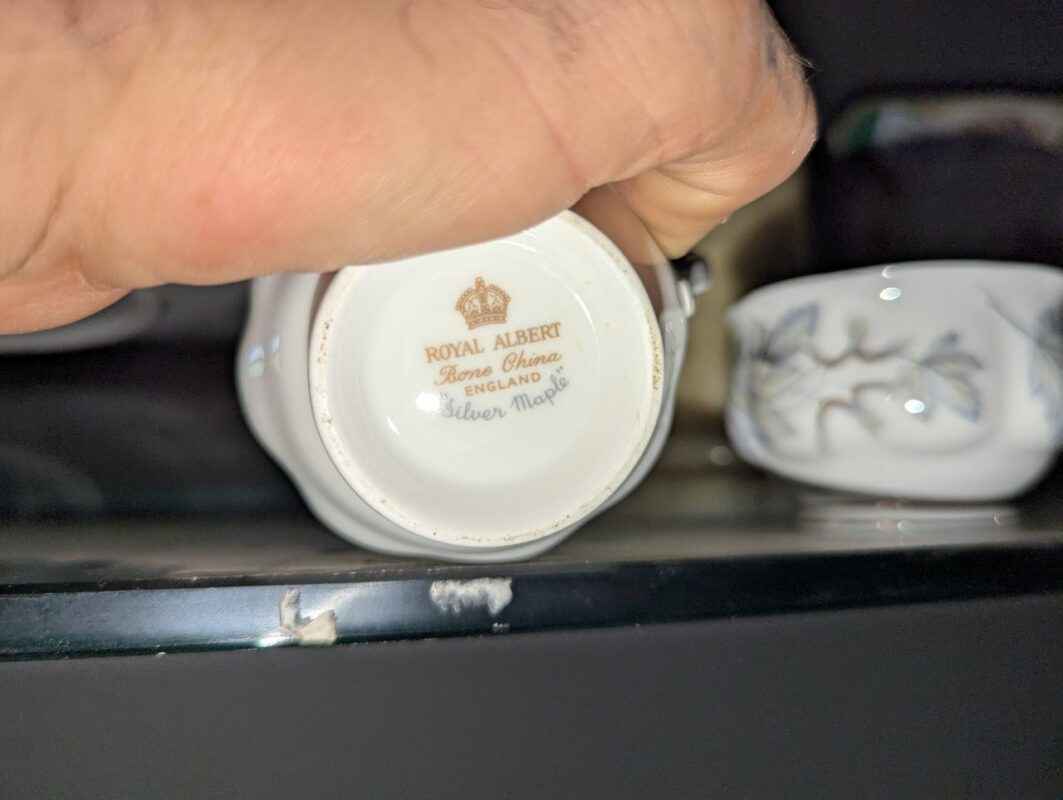 ROYAL ALBERT
Bone China
ENGLAND
"Silver Maple"